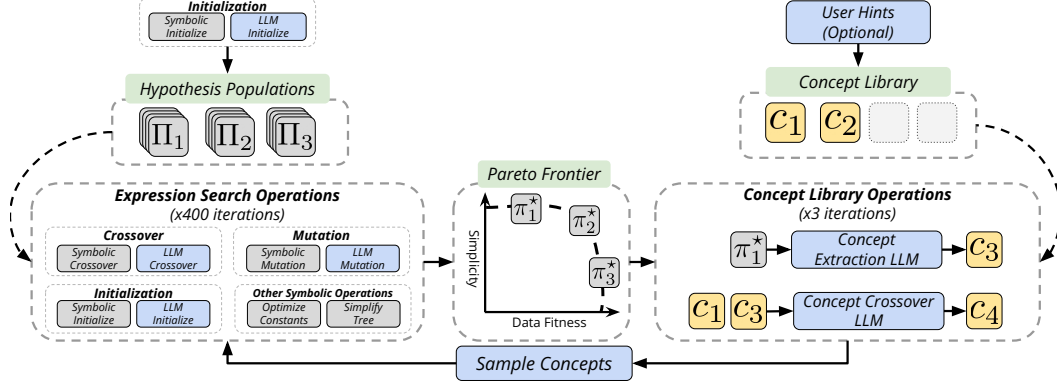 Initialization
Symbolic
Initialize
LLM
Initialize
User Hints
(Optional)
Hypothesis Populations
Π1
Π2
Π3
Concept Library
c1
c2
Expression Search Operations
(x400 iterations)
Crossover
Symbolic
Crossover
LLM
Crossover
Mutation
Symbolic
Mutation
LLM
Mutation
Initialization
Symbolic
Initialize
LLM
Initialize
Other Symbolic Operations
Optimize
Constants
Simplify
Tree
Pareto Frontier
Simplicity
π1⋆
π2⋆
π3⋆
Data Fitness
Concept Library Operations
(x3 iterations)
π1⋆
Concept
Extraction LLM
c3
c1
c3
Concept Crossover
LLM
c4
Sample Concepts